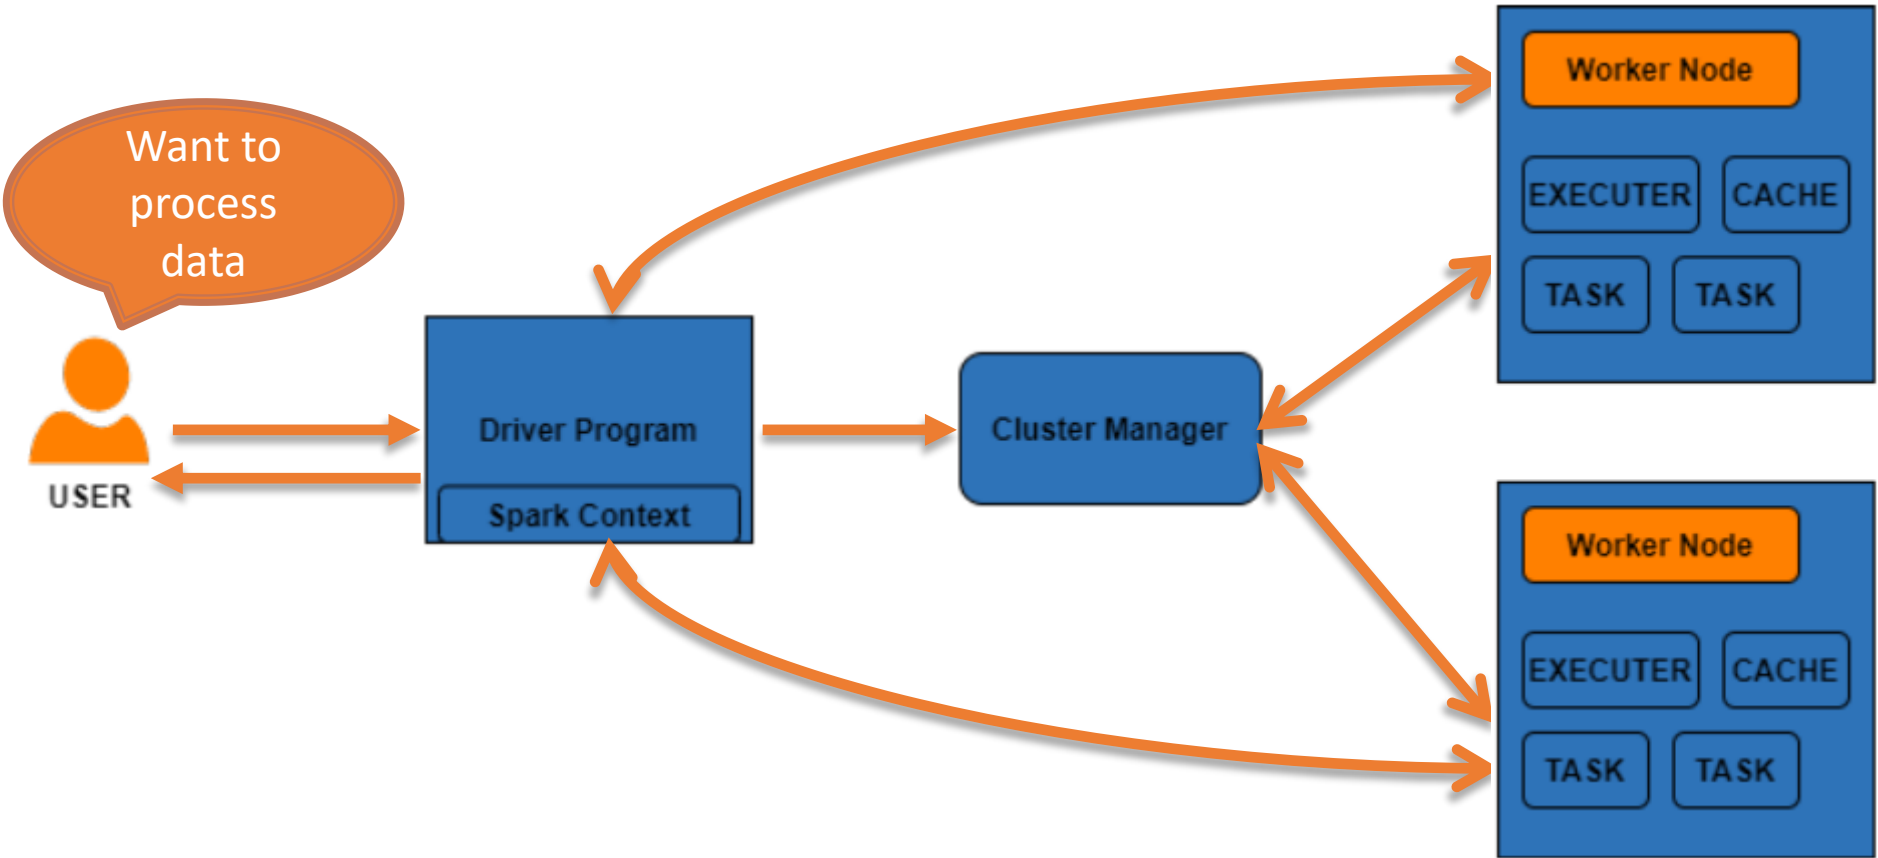 Want to
process
data
USER
Driver Program
Spark Context
Cluster Manager
Worker Node
EXECUTER
CACHE
TASK
TASK
Worker Node
EXECUTER
CACHE
TASK
TASK